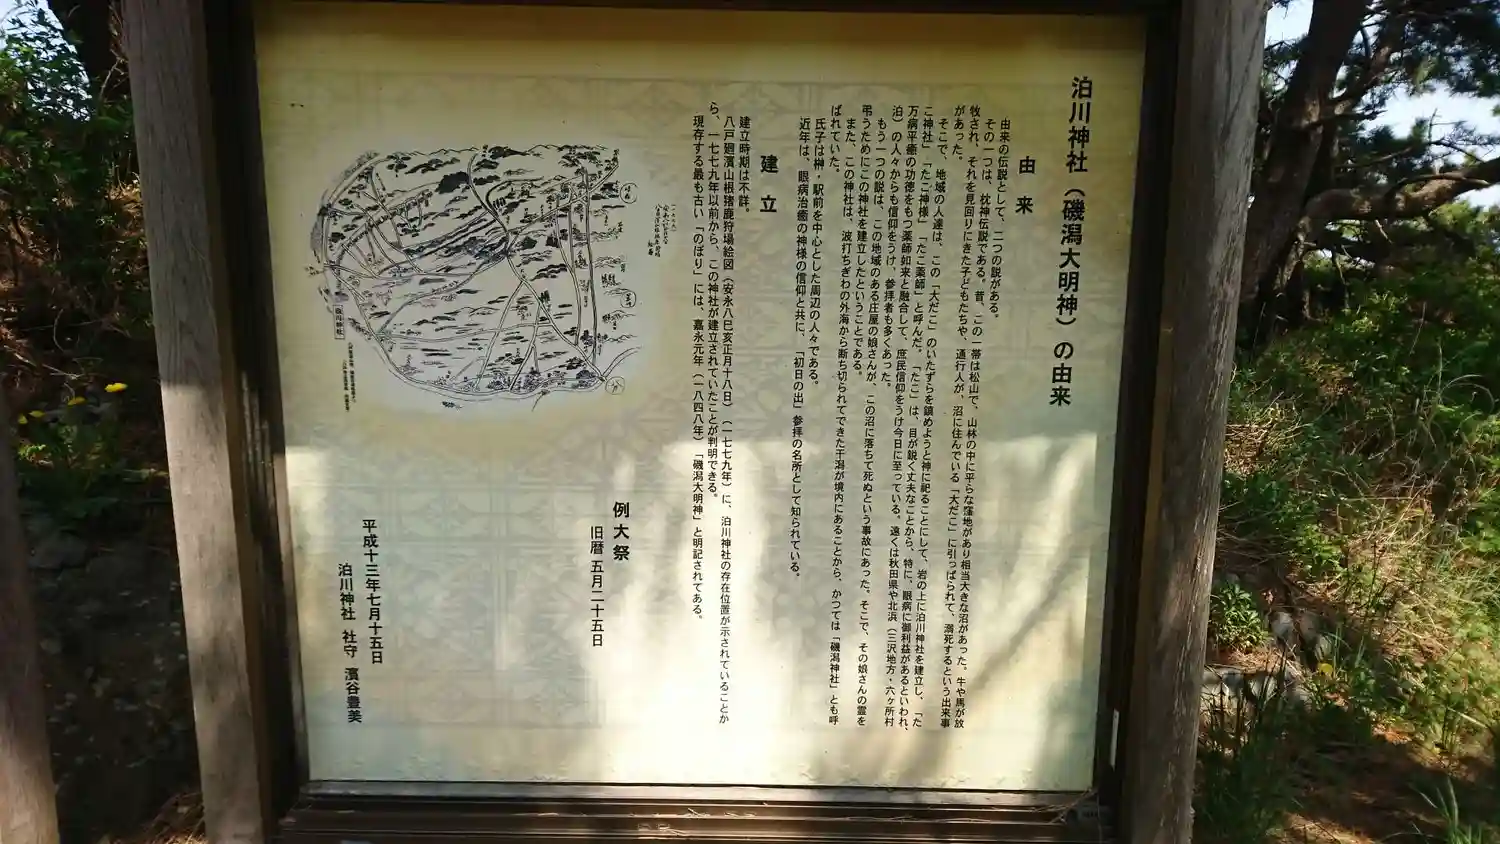 泊川神社（磯潟大明神）の由来
由来
由来の伝説として、二つの説がある。
その一つは、枕神伝説である。昔、この一帯は松山で、山林の中に平らな窪地があり相当大きな沼があった。牛や馬が放
牧され、それを見回りにきた子どもたちや、通行人が、沼に住んでいる「大だこ」に引っぱられて、溺死するという出来事
があった。
そこで、地域の人達は、この「大だこ」のいたずらを鎮めようと神に祀ることにして、岩の上に泊川神社を建立し、「た
こ神社」「たこ神様」「たこ薬師」と呼んだ。「たこ」は、目が鋭く丈夫なことから、特に、眼病に御利益があるといわれ、
万病平癒の功徳をもつ薬師如来と融合して、庶民信仰をうけ今日に至っている。遠くは秋田県や北浜（三沢地方・六ヶ所村
泊）の人々からも信仰をうけ、参拝者も多くあった。
もう一つの説は、この地域のある庄屋の娘さんが、この沼に落ちて死ぬという事故にあった。そこで、その娘さんの霊を
弔うためにこの神社を建立したということである。
また、この神社は、波打ちぎわの外海から断ち切られてできた干潟が境内にあることから、かつては「磯潟神社」とも呼
ばれていた。
氏子は榊・駅前を中心とした周辺の人々である。
近年は、眼病治癒の神様の信仰と共に、「初日の出」参拝の名所として知られている。
建立
建立時期は不詳。
八戸廻濱山根猪鹿狩場絵図（安永八巳亥正月十八日）（一七七九年）に、泊川神社の存在位置が示されていることか
ら、一七七九年以前から、この神社が建立されていたことが判明できる。
現存する最も古い「のぼり」には、嘉永元年（一八四八年）「磯潟大明神」と明記されてある。
泊川神社
例大祭
旧暦 五月二十五日
平成十三年七月十五日
泊川神社 社守 濱谷豊美